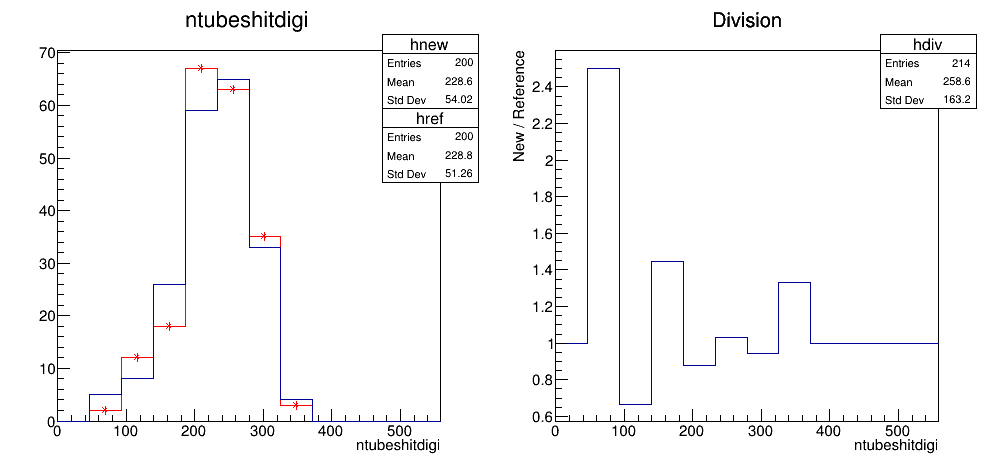 ntubeshitdigi
hnew
Entries 200
Mean 228.6
Std Dev 54.02
href
Entries 200
Mean 228.8
Std Dev 51.26
70
60
50
40
30
20
10
0
0 100 200 300 400 500
ntubeshitdigi
Division
hdiv
Entries 214
Mean 258.6
Std Dev 163.2
New / Reference
2.4
2.2
2
1.8
1.6
1.4
1.2
1
0.8
0.6
0 100 200 300 400 500
ntubeshitdigi